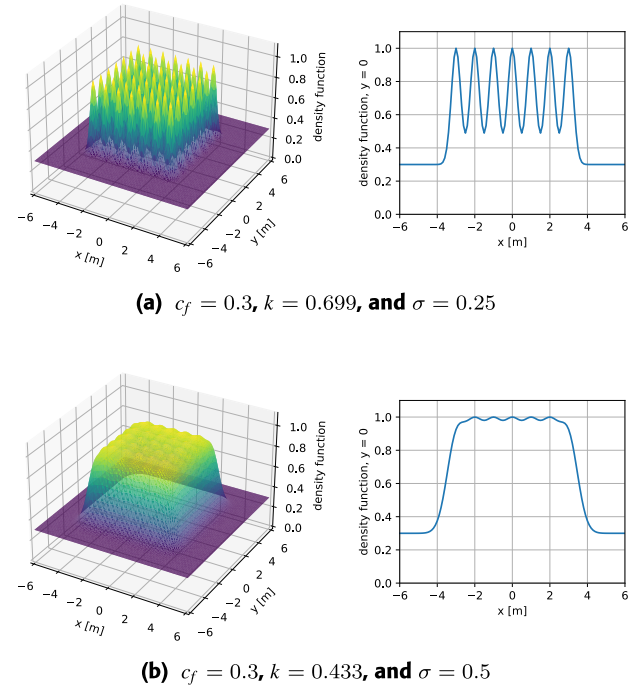 1.0
0.8
0.6
0.4
0.2
0.0
density function
−6 −4 −2 0 2 4 6
x [m]
−6 −4 −2 0 2 4 6
y [m]
1.0
0.8
0.6
0.4
0.2
0.0
density function, y = 0
−6 −4 −2 0 2 4 6
x [m]
(a) c_f = 0.3, k = 0.699, and σ = 0.25
1.0
0.8
0.6
0.4
0.2
0.0
density function
−6 −4 −2 0 2 4 6
x [m]
−6 −4 −2 0 2 4 6
y [m]
1.0
0.8
0.6
0.4
0.2
0.0
density function, y = 0
−6 −4 −2 0 2 4 6
x [m]
(b) c_f = 0.3, k = 0.433, and σ = 0.5